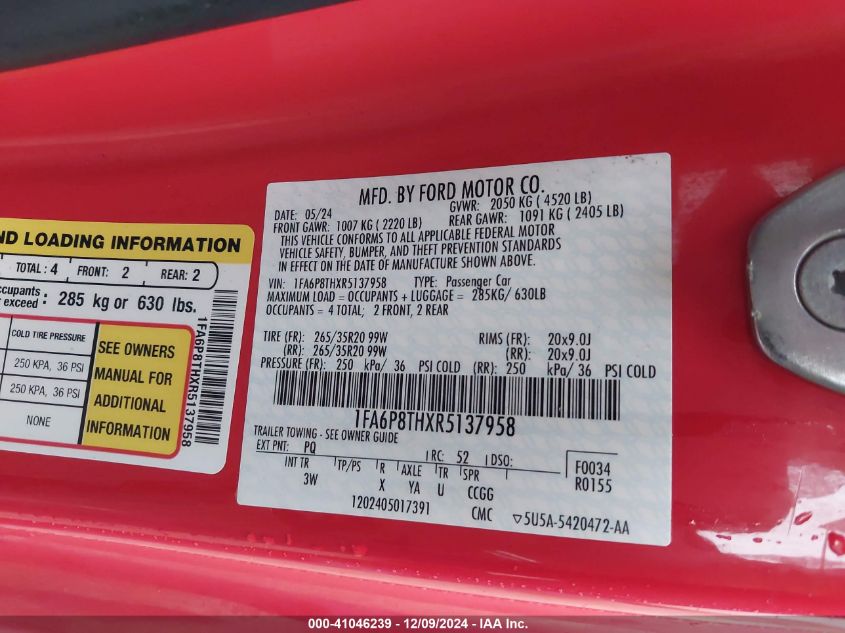 ND LOADING INFORMATION
TOTAL: 4 FRONT: 2 REAR: 2
ccupants
r exceed : 285 kg or 630 lbs.
COLD TIRE PRESSURE
250 KPA, 36 PSI
250 KPA, 36 PSI
NONE
SEE OWNERS
MANUAL FOR
ADDITIONAL
INFORMATION
1FA6P8THXR5137958
MFD. BY FORD MOTOR CO.
DATE: 05/24 GVWR: 2050 KG ( 4520 LB)
FRONT GAWR: 1007 KG ( 2220 LB) REAR GAWR: 1091 KG ( 2405 LB)
THIS VEHICLE CONFORMS TO ALL APPLICABLE FEDERAL MOTOR
VEHICLE SAFETY, BUMPER, AND THEFT PREVENTION STANDARDS
IN EFFECT ON THE DATE OF MANUFACTURE SHOWN ABOVE.
VIN: 1FA6P8THXR5137958 TYPE: Passenger Car
MAXIMUM LOAD = OCCUPANTS + LUGGAGE = 285KG/ 630LB
OCCUPANTS = 4 TOTAL; 2 FRONT, 2 REAR
TIRE (FR): 265/35R20 99W RIMS (FR): 20x9.0J
(RR): 265/35R20 99W (RR): 20x9.0J
PRESSURE (FR): 250 kPa/ 36 PSI COLD (RR): 250 kPa/ 36 PSI COLD
1FA6P8THXR5137958
TRAILER TOWING - SEE OWNER GUIDE
EXT PNT: PQ RC: 52 DSO: F0034
INT TR TP/PS R AXLE TR SPR R0155
3W X YA U CCGG
1202405017391 CMC ▽5U5A-5420472-AA
000-41046239 - 12/09/2024 - IAA Inc.